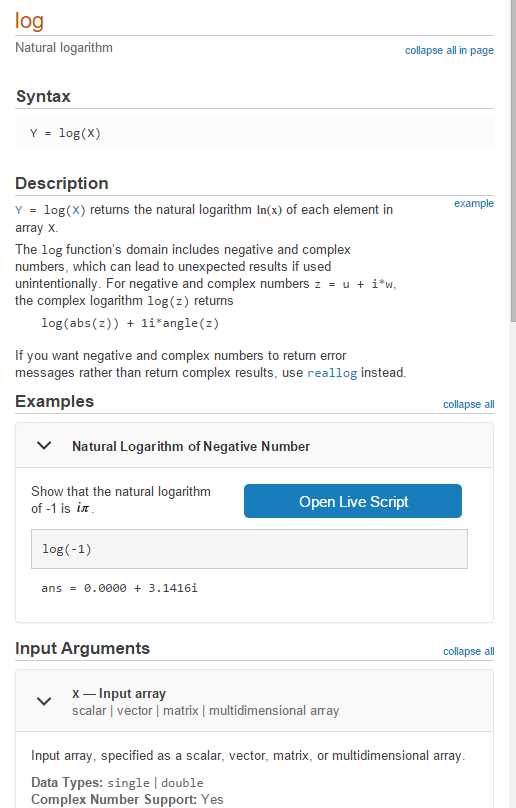 log
Natural logarithm
collapse all in page
Syntax
Y = log(X)
Description
Y = log(X) returns the natural logarithm ln(x) of each element in
example
array X.
The log function's domain includes negative and complex
numbers, which can lead to unexpected results if used
unintentionally. For negative and complex numbers z = u + i*w,
the complex logarithm log(z) returns
log(abs(z)) + 1i*angle(z)
If you want negative and complex numbers to return error
messages rather than return complex results, use reallog instead.
Examples
collapse all
Natural Logarithm of Negative Number
Show that the natural logarithm
of -1 is iπ.
Open Live Script
log(-1)
ans = 0.0000 + 3.1416i
Input Arguments
collapse all
X — Input array
scalar | vector | matrix | multidimensional array
Input array, specified as a scalar, vector, matrix, or multidimensional array.
Data Types: single | double
Complex Number Support: Yes